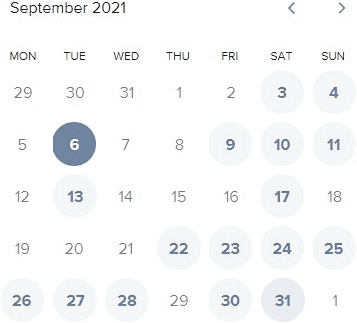 September 2021
MON TUE WED THU FRI SAT SUN
29 30 31 1 2 3 4
5 6 7 8 9 10 11
12 13 14 15 16 17 18
19 20 21 22 23 24 25
26 27 28 29 30 31 1